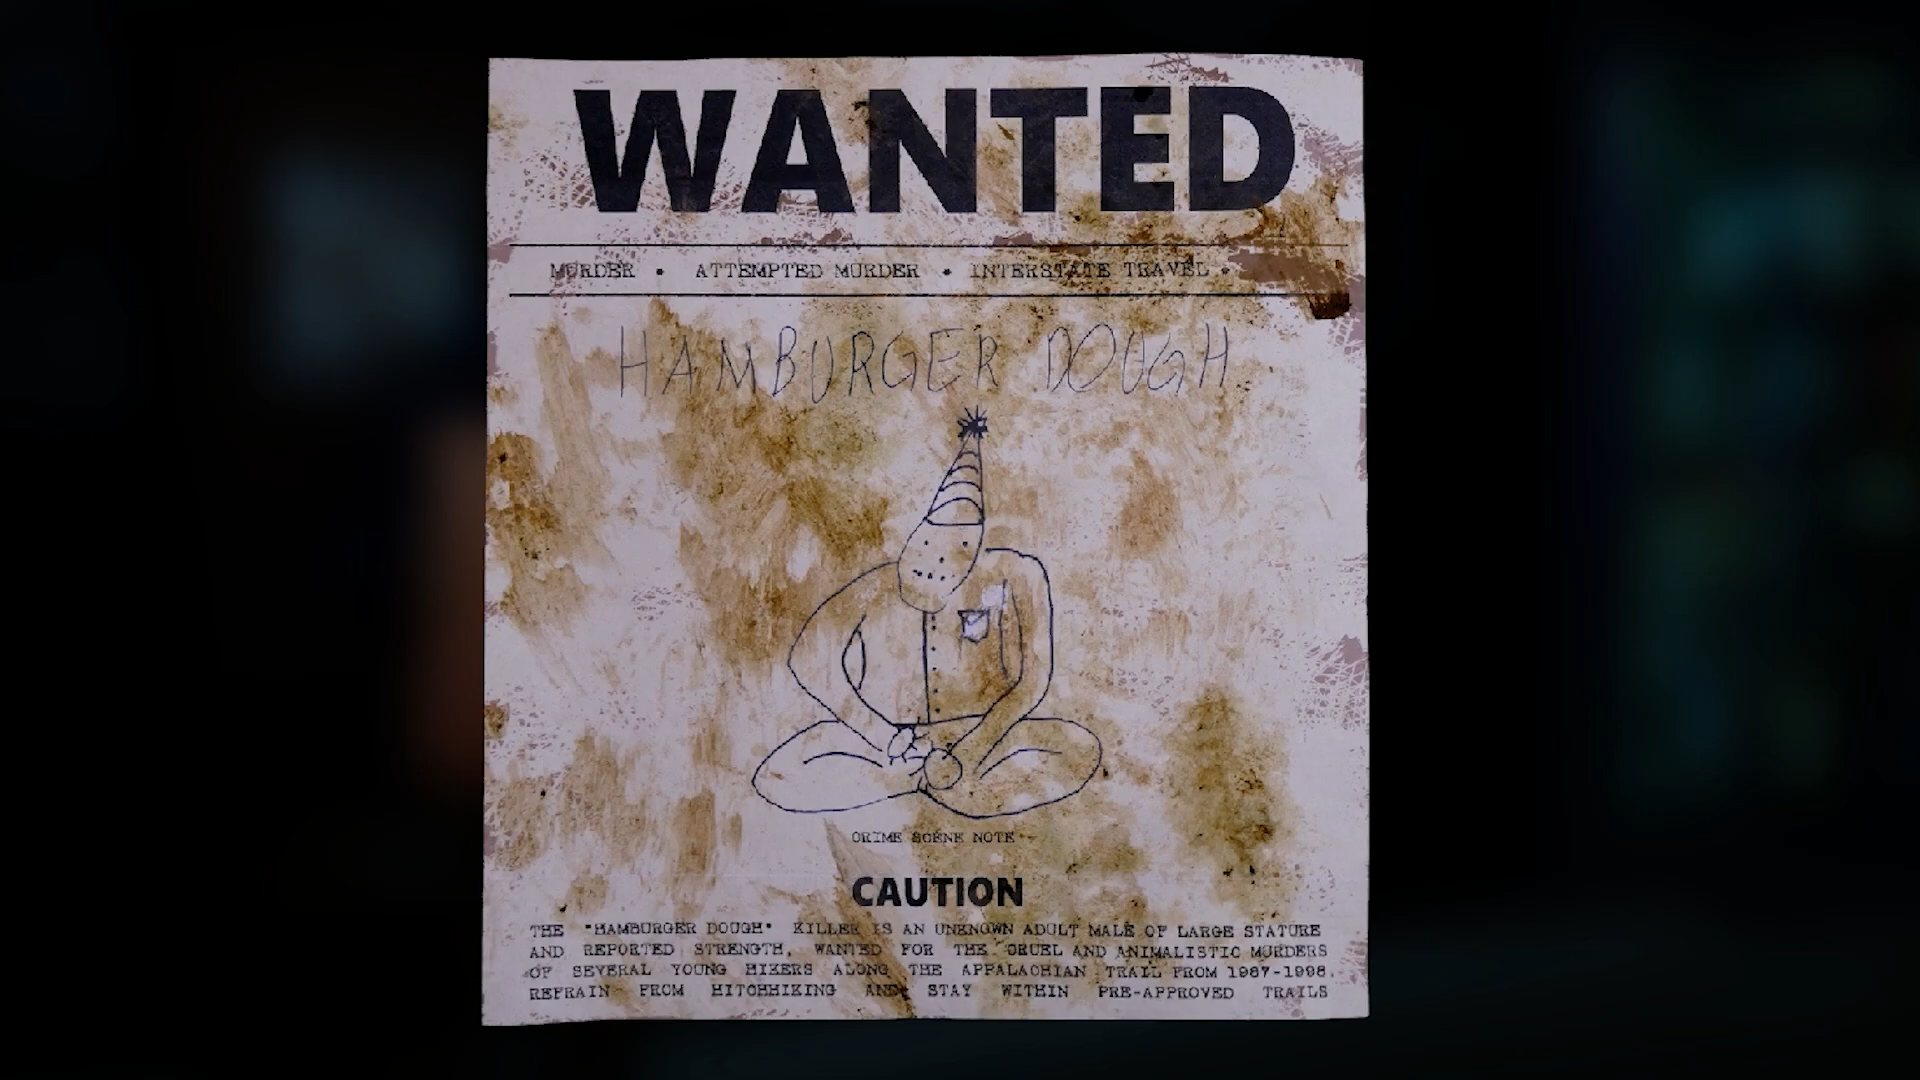 WANTED
MURDER • ATTEMPTED MURDER • INTERSTATE TRAVEL •
HAMBURGER DOUGH
CRIME SCENE NOTE
CAUTION
THE "HAMBURGER DOUGH" KILLER IS AN UNKNOWN ADULT MALE OF LARGE STATURE
AND REPORTED STRENGTH, WANTED FOR THE CRUEL AND ANIMALISTIC MURDERS
OF SEVERAL YOUNG HIKERS ALONG THE APPALACHIAN TRAIL FROM 1987-1998.
REFRAIN FROM HITCHHIKING AND STAY WITHIN PRE-APPROVED TRAILS